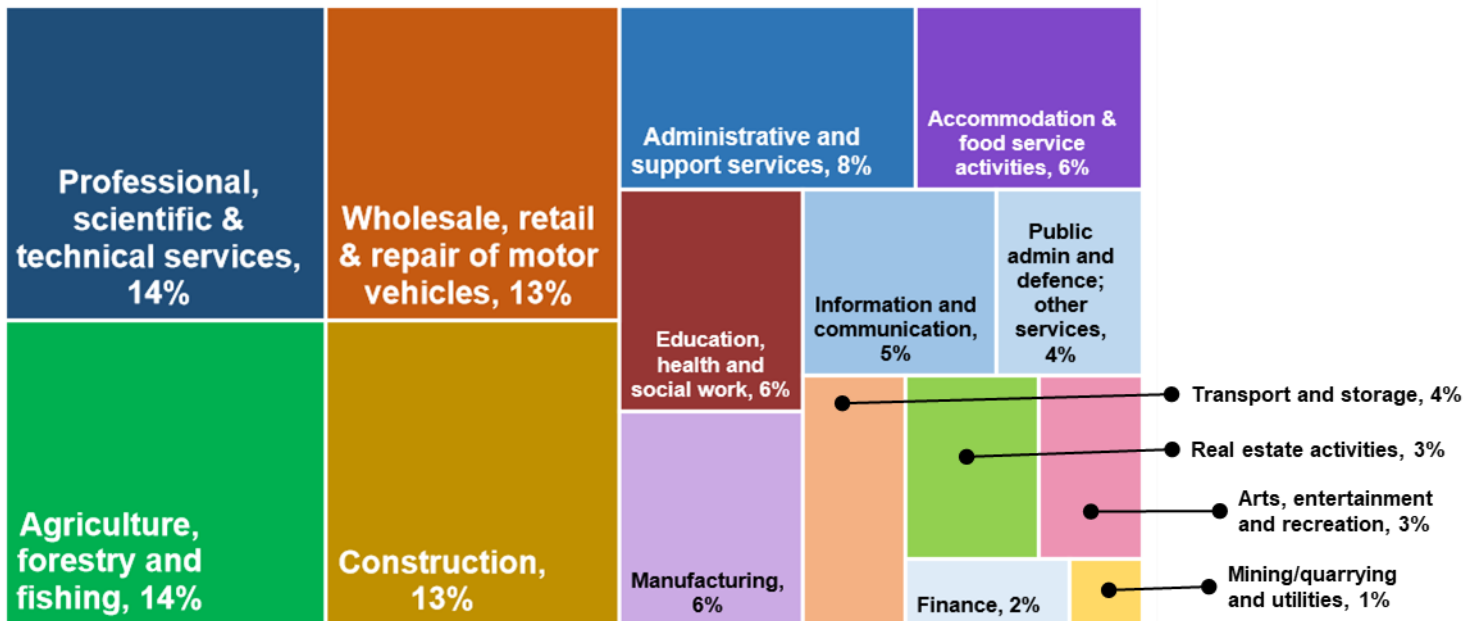 Professional,
scientific &
technical services,
14%
Wholesale, retail
& repair of motor
vehicles, 13%
Administrative and
support services, 8%
Accommodation &
food service
activities, 6%
Education,
health and
social work, 6%
Information and
communication,
5%
Public
admin and
defence;
other
services,
4%
Agriculture,
forestry and
fishing, 14%
Construction,
13%
Manufacturing,
6%
Finance, 2%
Transport and storage, 4%
Real estate activities, 3%
Arts, entertainment
and recreation, 3%
Mining/quarrying
and utilities, 1%